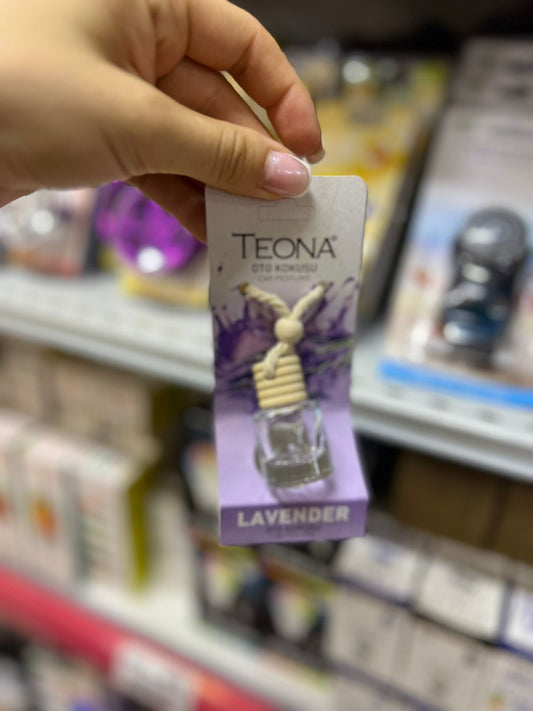 TEONA®
OTO KOKUSU
CAR PERFUME
LAVENDER